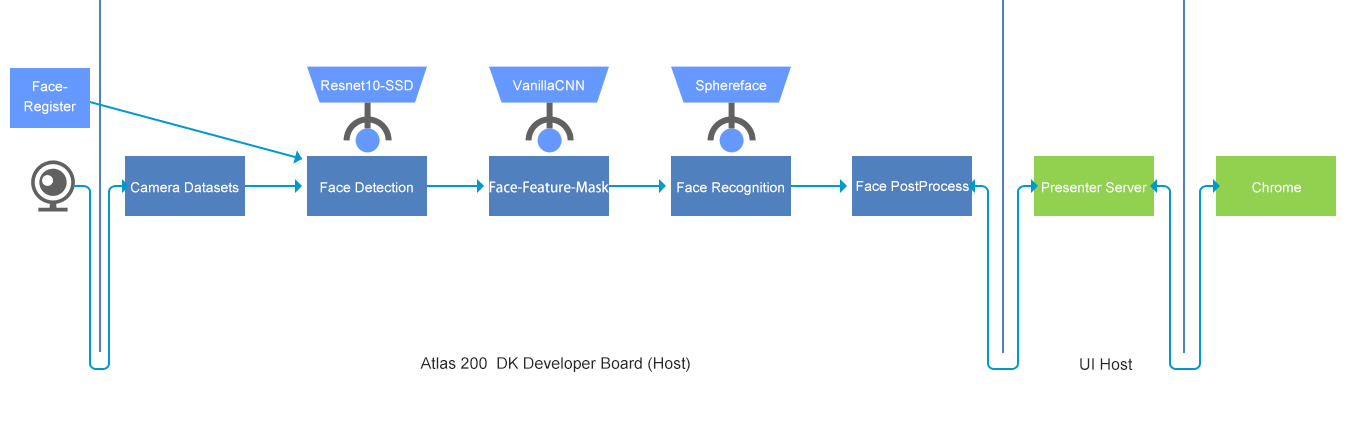 Face-
Register
Resnet10-SSD
VanillaCNN
Sphereface
Camera Datasets
Face Detection
Face-Feature-Mask
Face Recognition
Face PostProcess
Presenter Server
Chrome
Atlas 200  DK Developer Board (Host)
UI Host